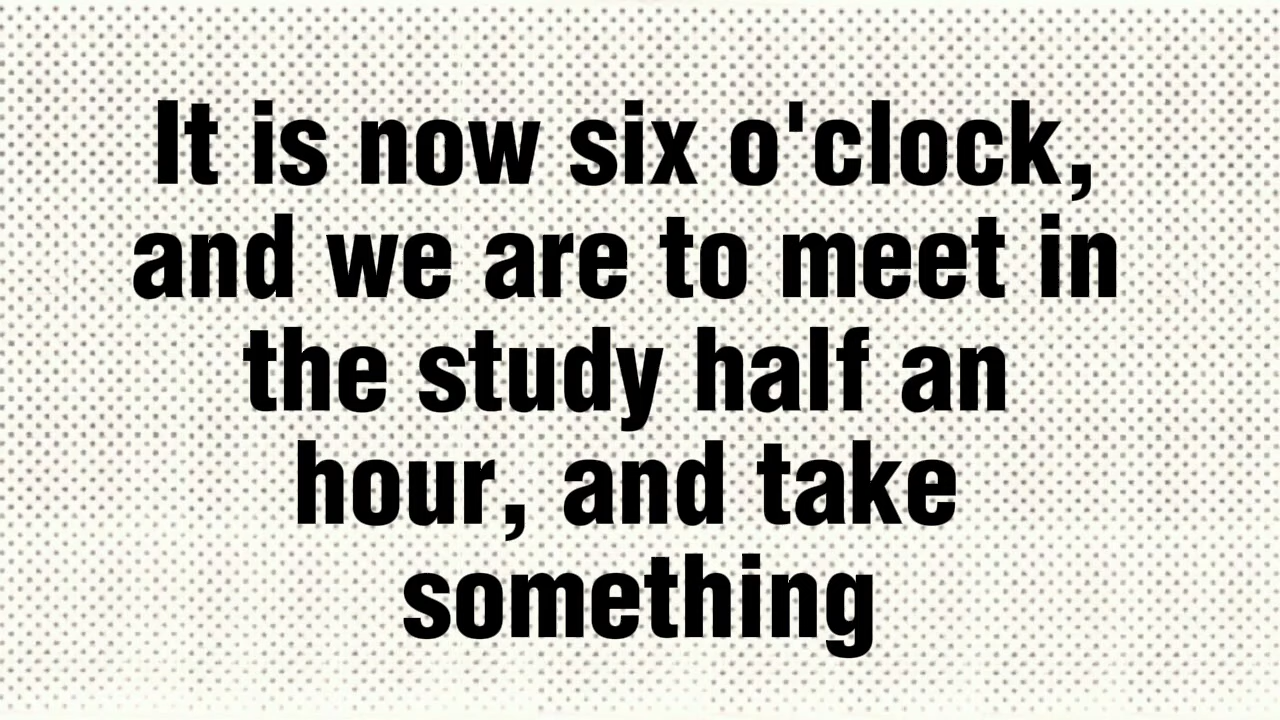 It is now six o'clock,
and we are to meet in
the study half an
hour, and take
something